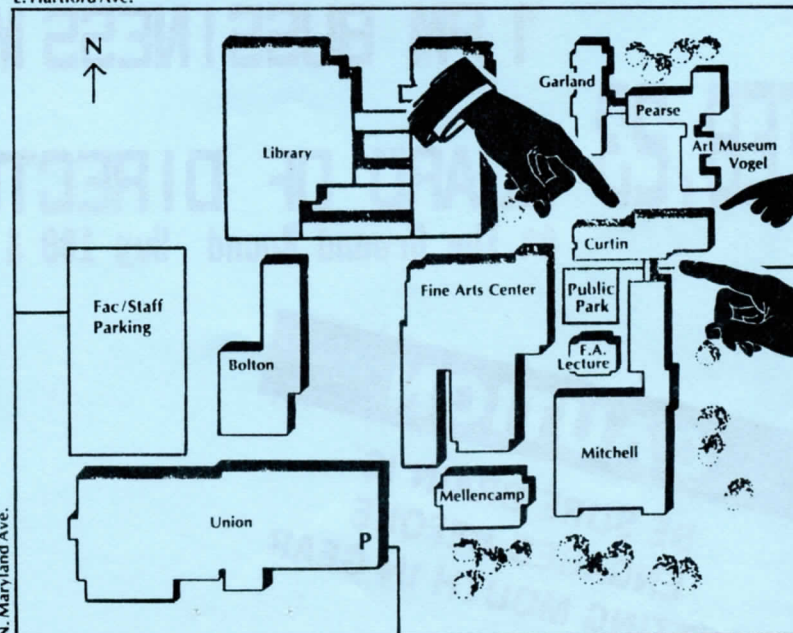 E. Hartford Ave.
N
Garland
Pearse
Library
Art Museum
Vogel
Curtin
Fac/Staff
Parking
Fine Arts Center
Public
Park
Bolton
F.A.
Lecture
Mitchell
Mellencamp
Union
P
N. Maryland Ave.